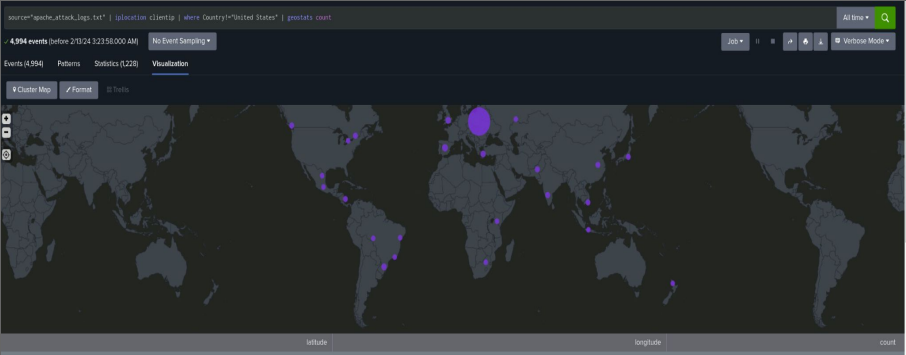 source="apache_attack_logs.txt" | iplocation clientip | where Country!="United States" | geostats count
All time
4,994 events (before 2/13/24 3:23:58.000 AM)
No Event Sampling
Job
Verbose Mode
Events (4,994)
Patterns
Statistics (1,228)
Visualization
Cluster Map
Format
Trellis
latitude
longitude
count